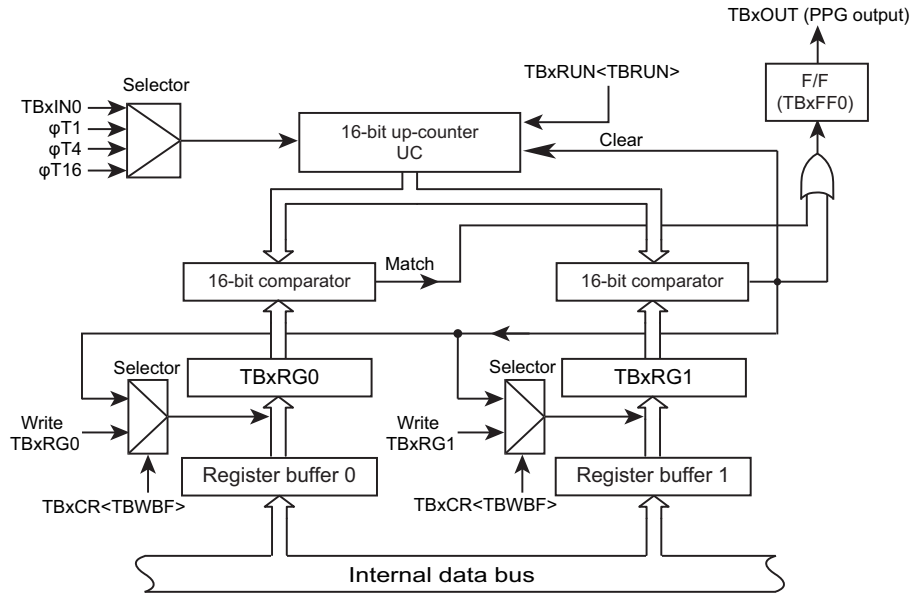 TBxOUT (PPG output)
Selector
TBxRUN<TBRUN>
F/F
(TBxFF0)
TBxIN0
φT1
φT4
φT16
16-bit up-counter
UC
Clear
16-bit comparator
Match
16-bit comparator
Selector
TBxRG0
Selector
TBxRG1
Write
TBxRG0
Write
TBxRG1
Register buffer 0
Register buffer 1
TBxCR<TBWBF>
TBxCR<TBWBF>
Internal data bus